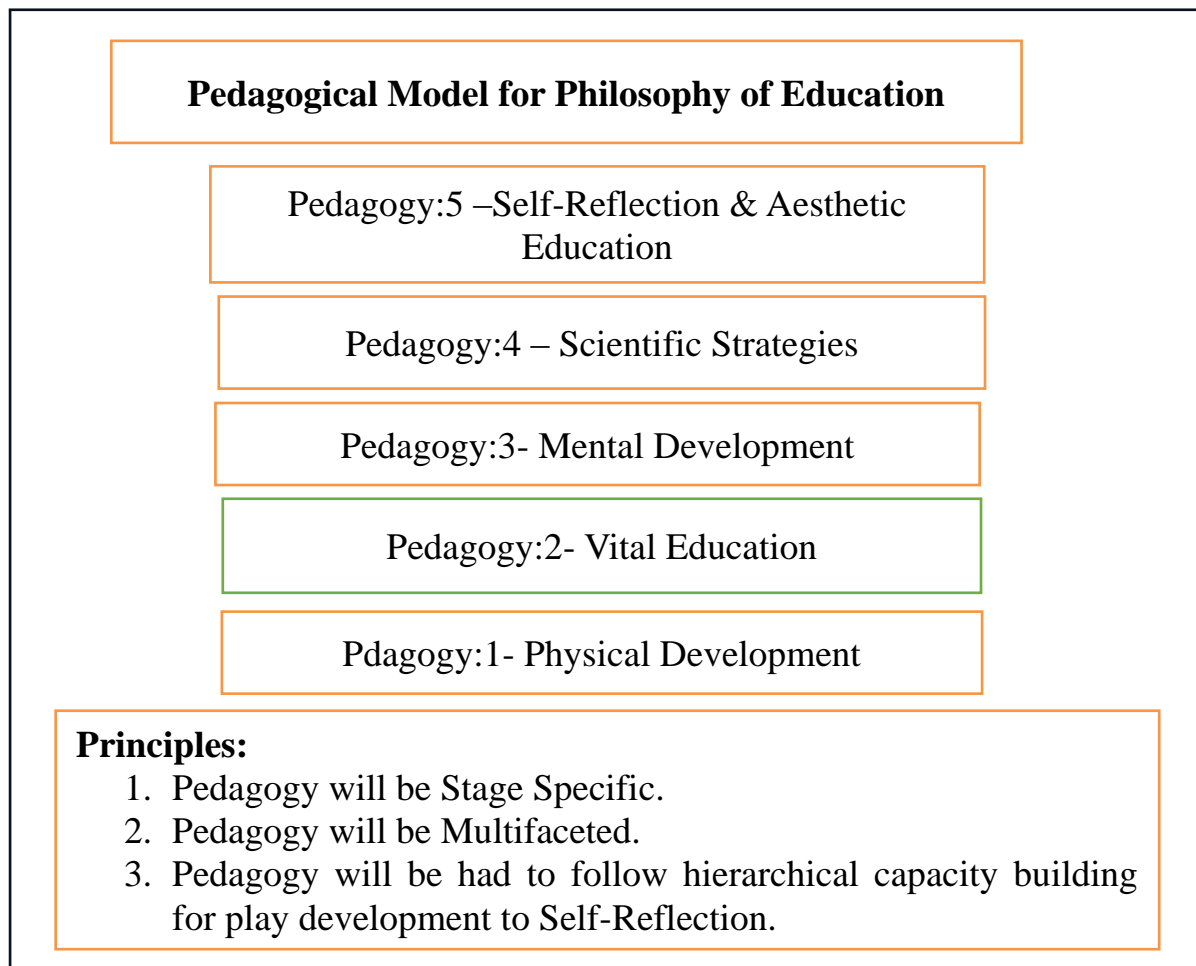 Pedagogical Model for Philosophy of Education
Pedagogy:5 –Self-Reflection & Aesthetic
Education
Pedagogy:4 – Scientific Strategies
Pedagogy:3- Mental Development
Pedagogy:2- Vital Education
Pdagogy:1- Physical Development
Principles:
1. Pedagogy will be Stage Specific.
2. Pedagogy will be Multifaceted.
3. Pedagogy will be had to follow hierarchical capacity building
for play development to Self-Reflection.